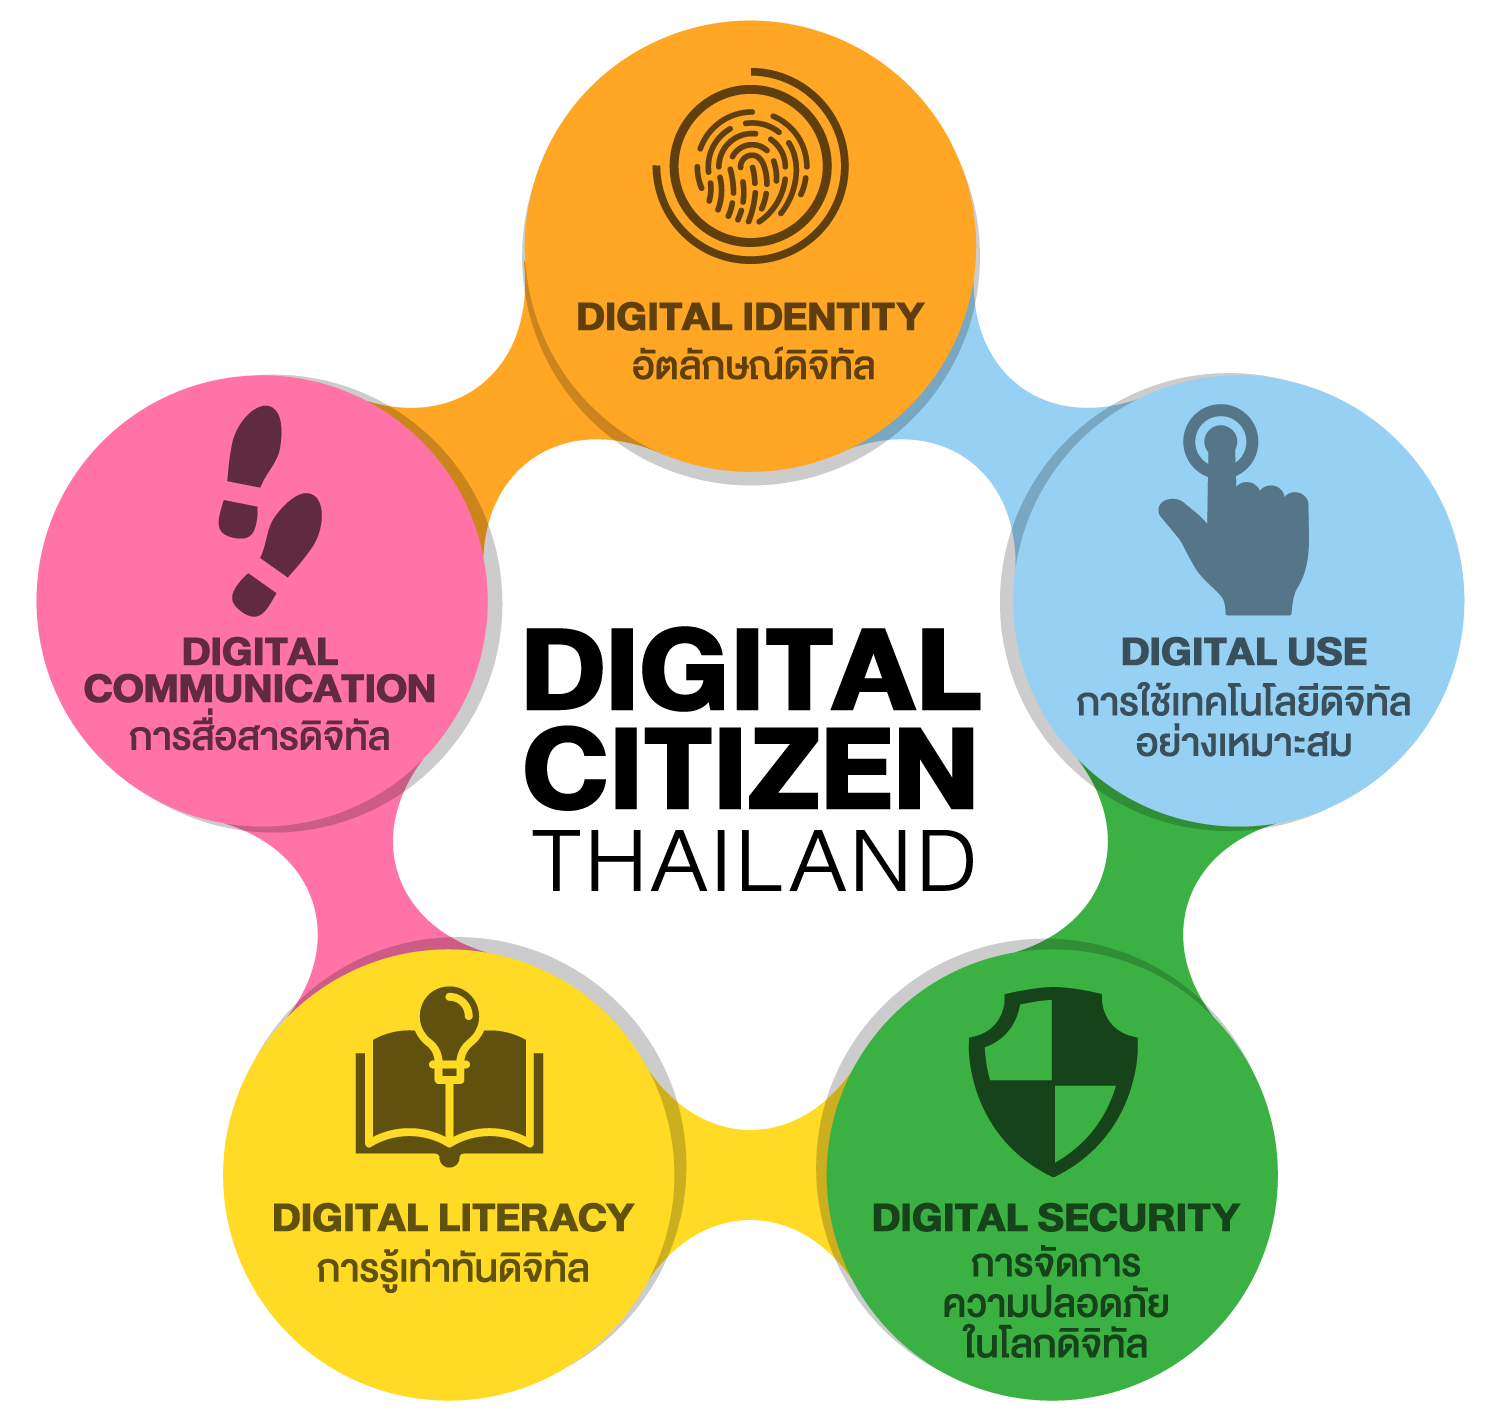 DIGITAL IDENTITY
อัตลักษณ์ดิจิทัล
DIGITAL
COMMUNICATION
การสื่อสารดิจิทัล
DIGITAL USE
การใช้เทคโนโลยีดิจิทัล
อย่างเหมาะสม
DIGITAL
CITIZEN
THAILAND
DIGITAL LITERACY
การรู้เท่าทันดิจิทัล
DIGITAL SECURITY
การจัดการ
ความปลอดภัย
ในโลกดิจิทัล